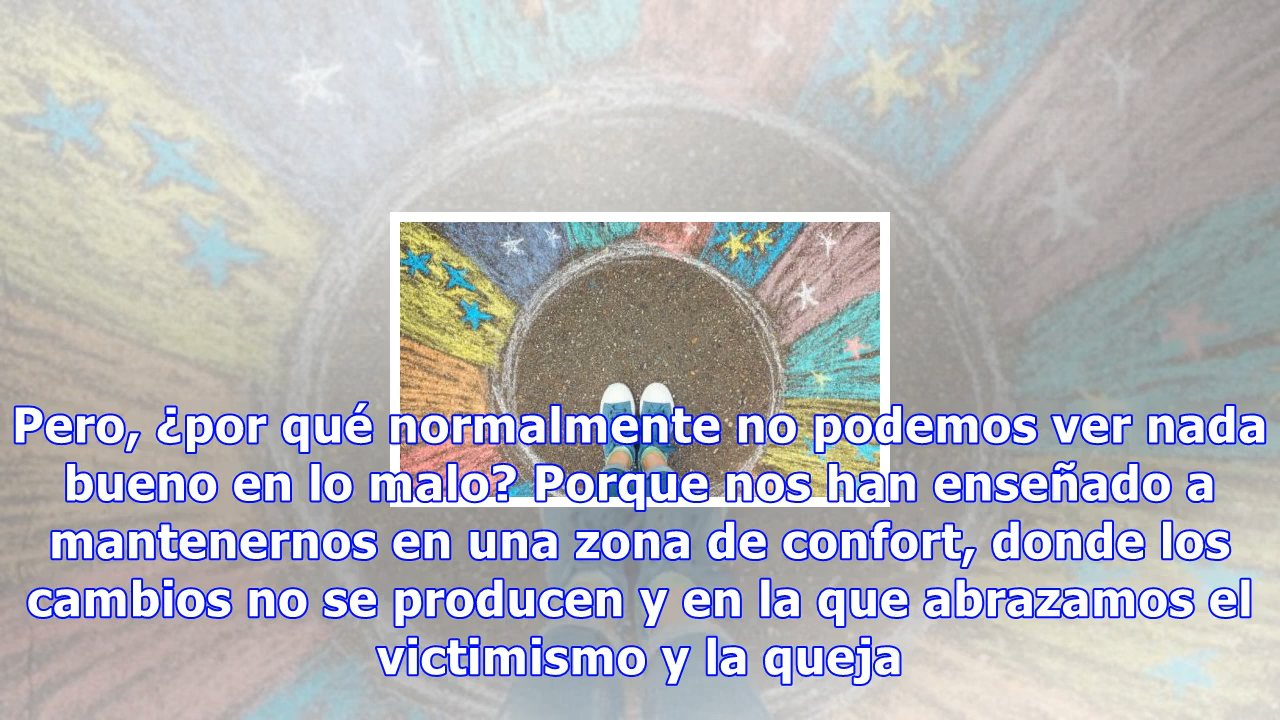 Pero, ¿por qué normalmente no podemos ver nada
bueno en lo malo? Porque nos han enseñado a
mantenernos en una zona de confort, donde los
cambios no se producen y en la que abrazamos el
victimismo y la queja